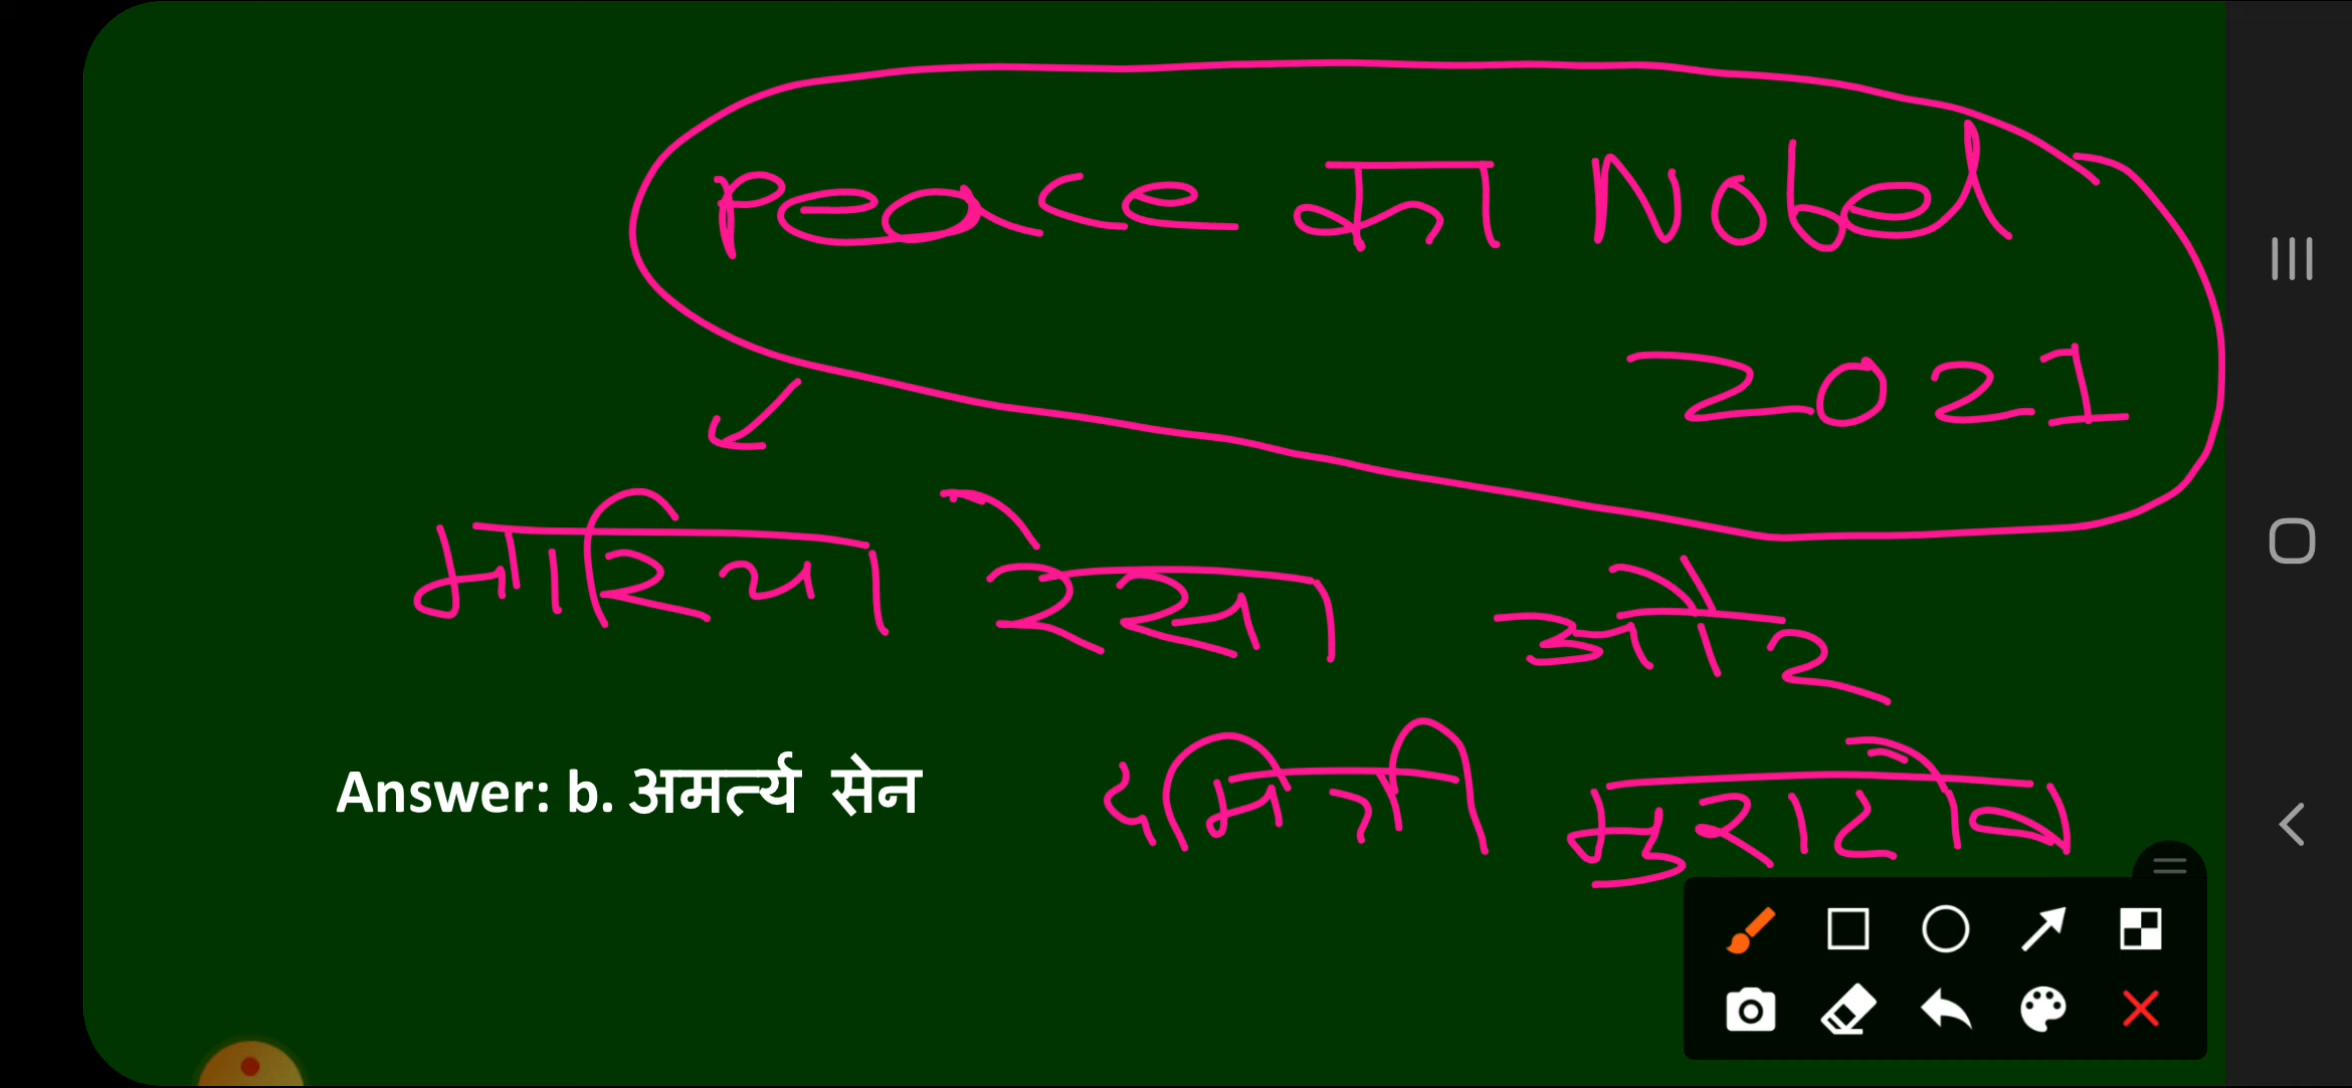 Peace का Nobel
2021
मारिया रेसा और
Answer: b. अमर्त्य सेन दमित्री मुरातोव